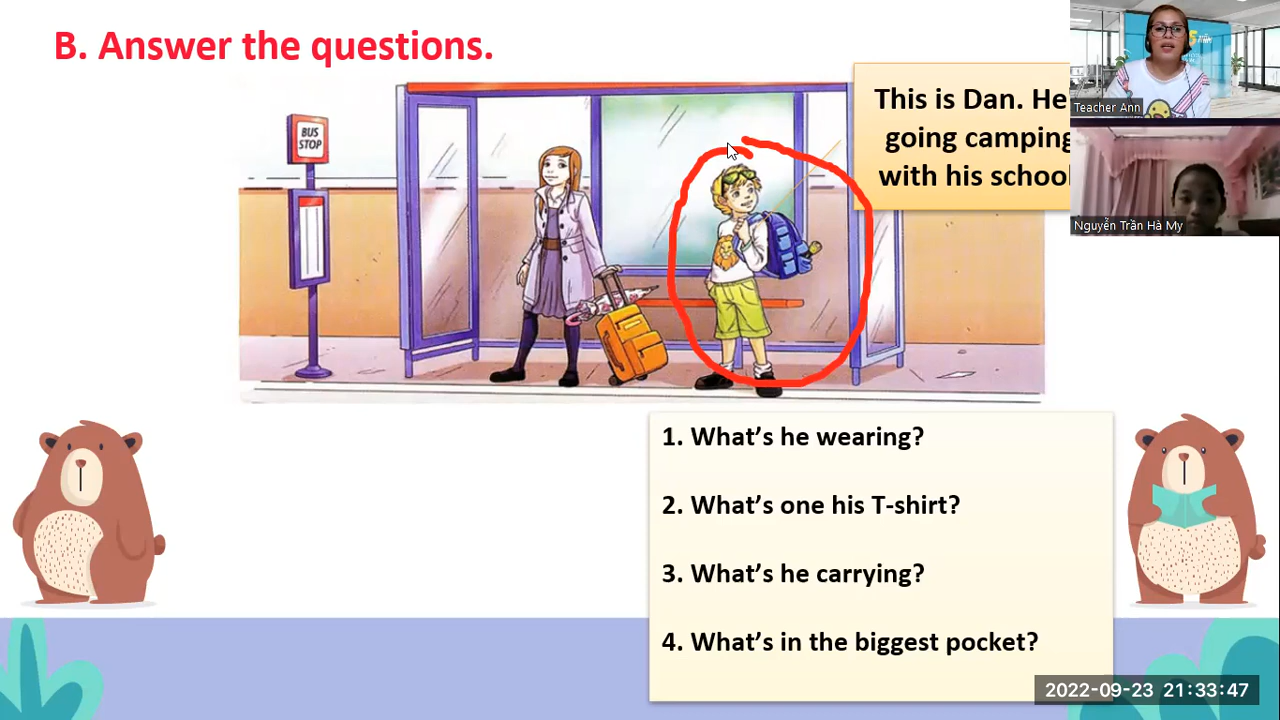 B. Answer the questions.
BUS
STOP
This is Dan. He
going camping
with his school
Teacher Ann
Nguyễn Trần Hà My
1. What's he wearing?
2. What's one his T-shirt?
3. What's he carrying?
4. What's in the biggest pocket?
2022-09-23 21:33:47